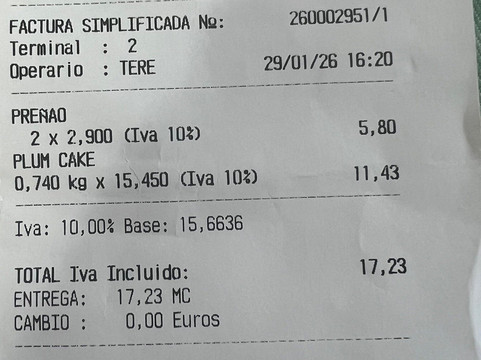 FACTURA SIMPLIFICADA Nº: 260002951/1
Terminal : 2
Operario : TERE 29/01/26 16:20
PREÑAO
2 x 2,900 (Iva 10%) 5,80
PLUM CAKE
0,740 kg x 15,450 (Iva 10%) 11,43
Iva: 10,00% Base: 15,6636
TOTAL Iva Incluido: 17,23
ENTREGA: 17,23 MC
CAMBIO : 0,00 Euros